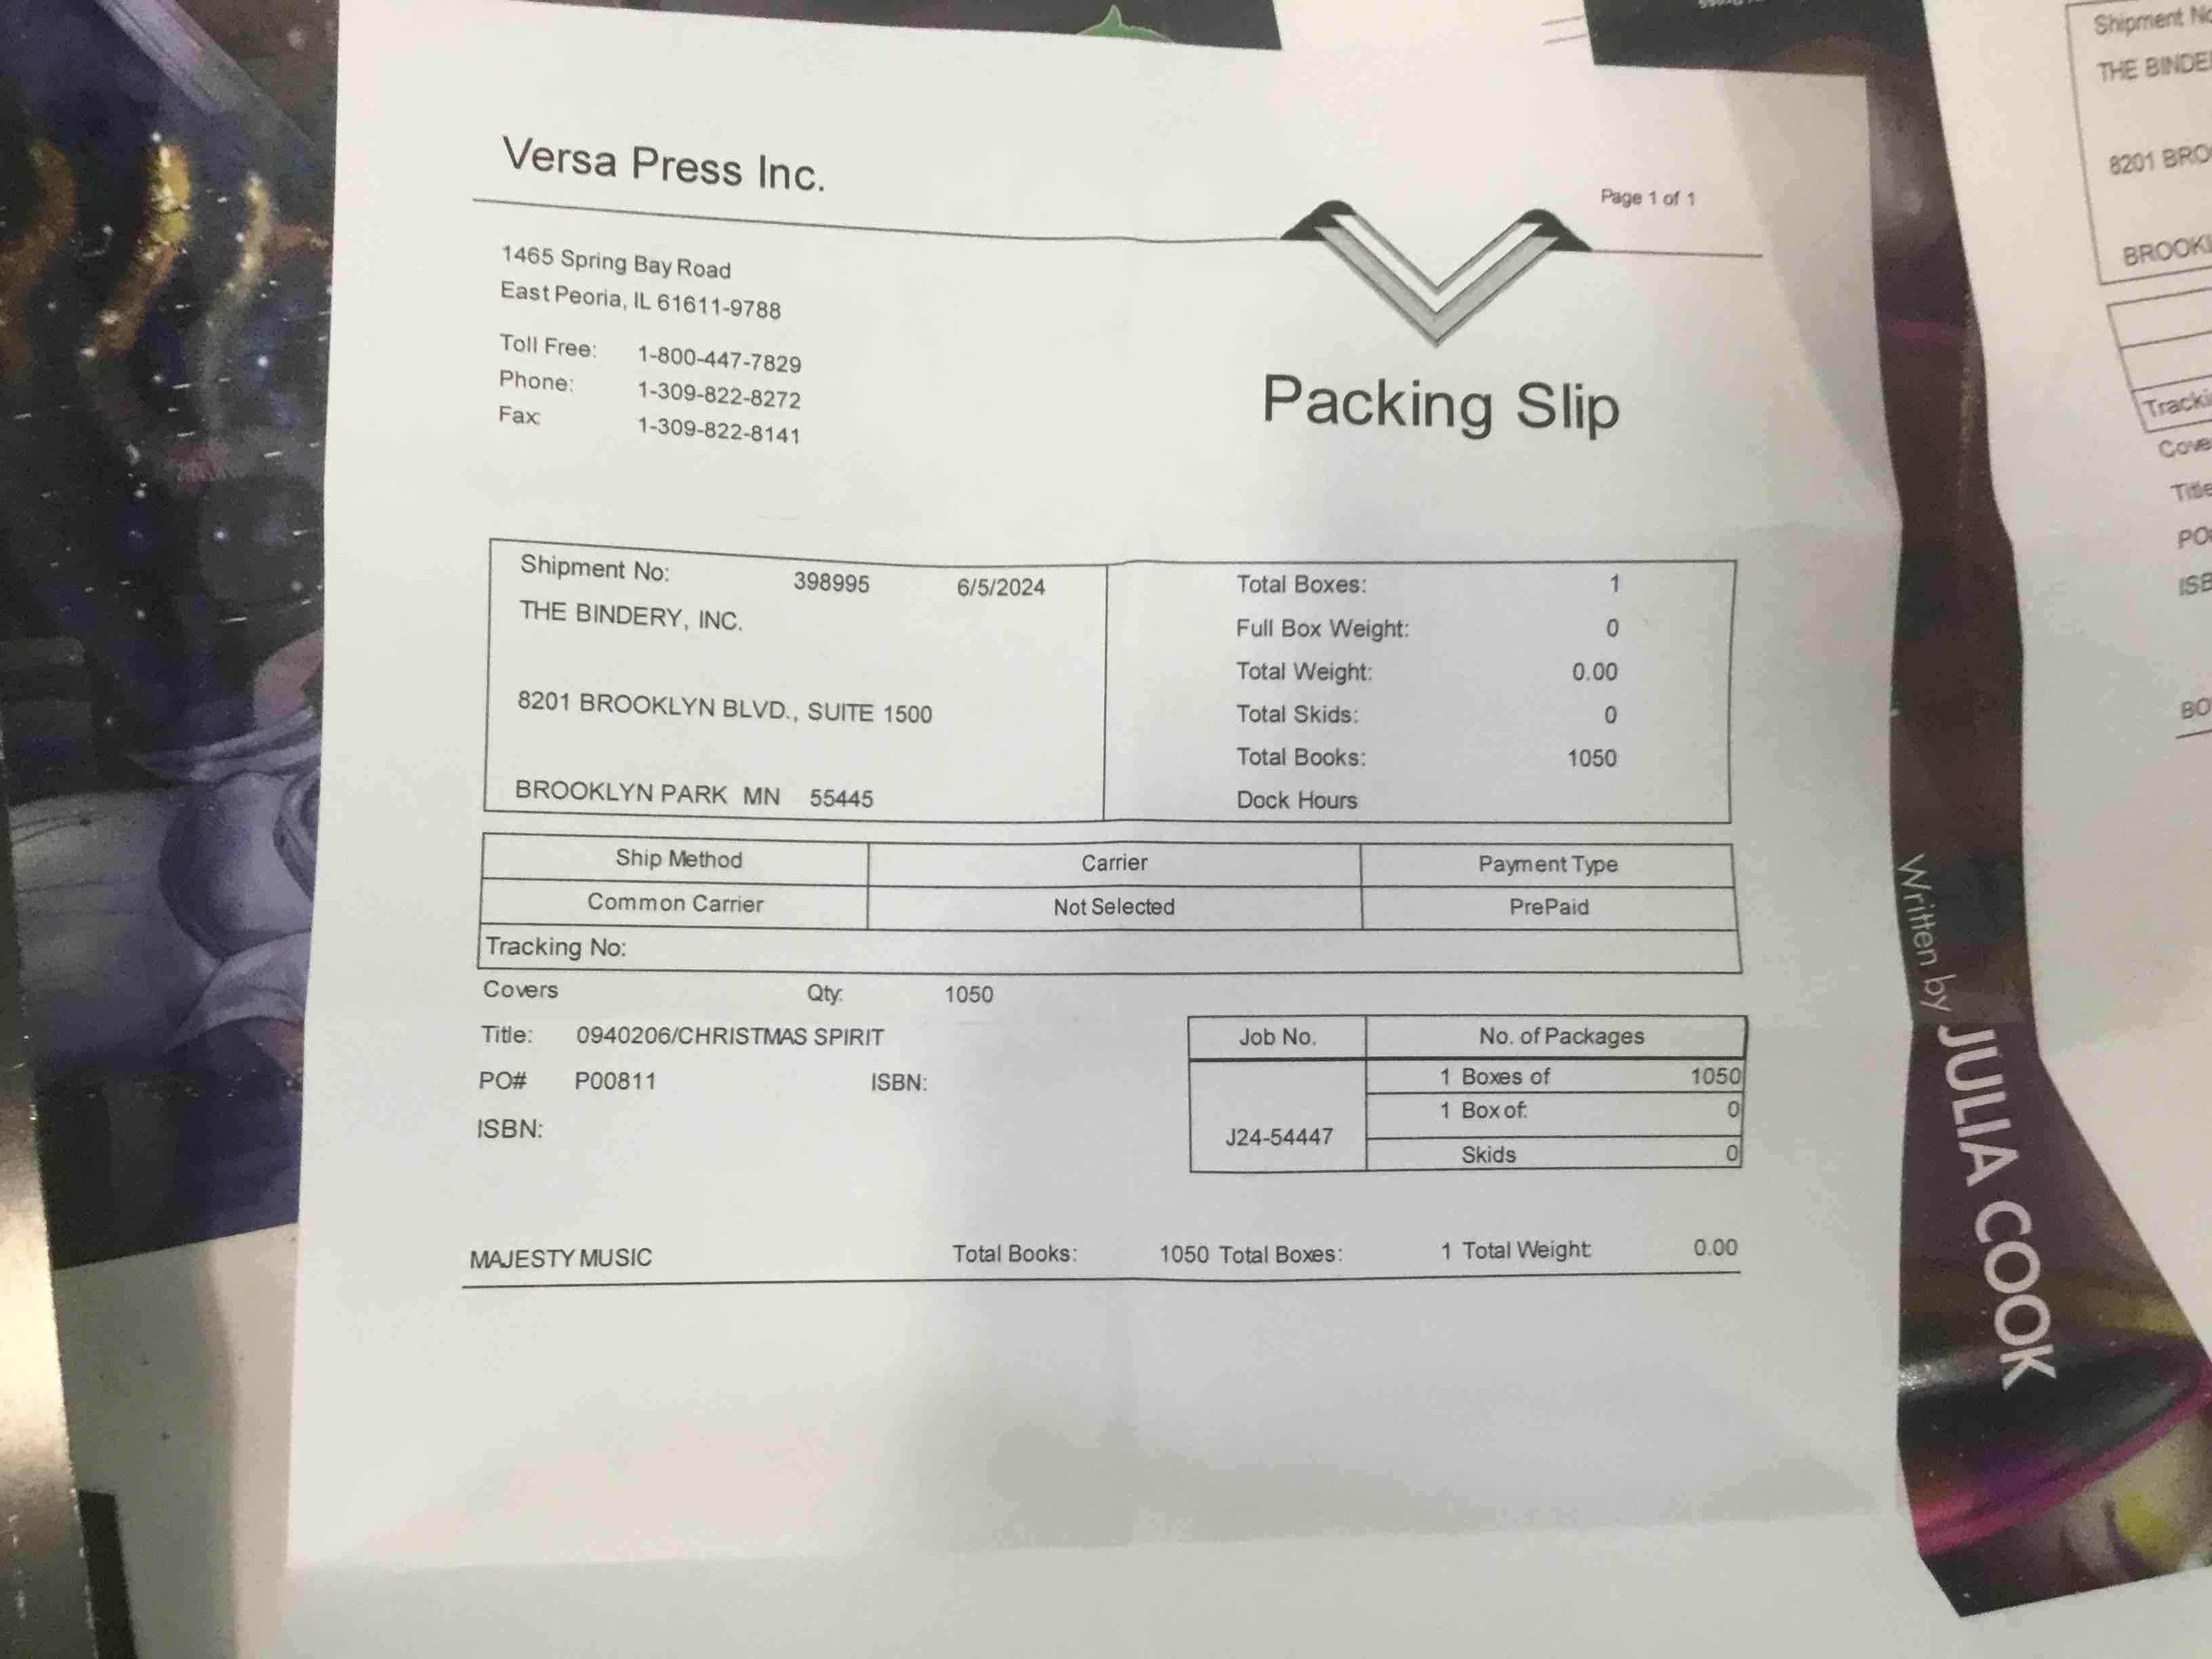 Versa Press Inc.
Page 1 of 1
1465 Spring Bay Road
East Peoria, IL 61611-9788
Toll Free: 1-800-447-7829
Phone: 1-309-822-8272
Fax: 1-309-822-8141
Packing Slip
Shipment No: 398995 6/5/2024
THE BINDERY, INC.
8201 BROOKLYN BLVD., SUITE 1500
BROOKLYN PARK MN 55445
Total Boxes: 1
Full Box Weight: 0
Total Weight: 0.00
Total Skids: 0
Total Books: 1050
Dock Hours
Ship Method Carrier Payment Type
Common Carrier Not Selected PrePaid
Tracking No:
Covers Qty: 1050
Title: 0940206/CHRISTMAS SPIRIT
PO# P00811 ISBN:
ISBN:
Job No. No. of Packages
J24-54447
1 Boxes of 1050
1 Box of: 0
Skids 0
MAJESTY MUSIC Total Books: 1050 Total Boxes: 1 Total Weight: 0.00
Written by JULIA COOK
Shipment
THE
8201